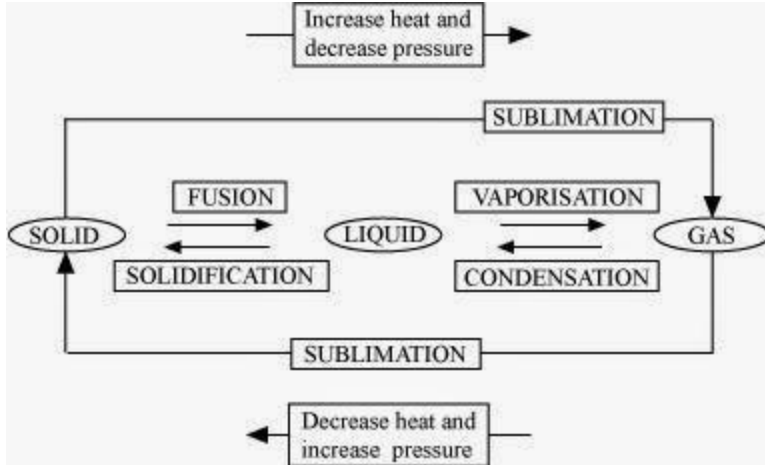 Increase heat and
decrease pressure
SUBLIMATION
FUSION
VAPORISATION
SOLID
LIQUID
GAS
SOLIDIFICATION
CONDENSATION
SUBLIMATION
Decrease heat and
increase pressure